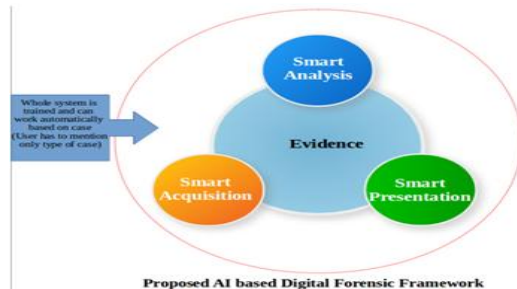 Smart
Analysis
Whole system is
trained and can
work automatically
based on case
(User has to mention
only type of case)
Evidence
Smart
Acquisition
Smart
Presentation
Proposed AI based Digital Forensic Framework